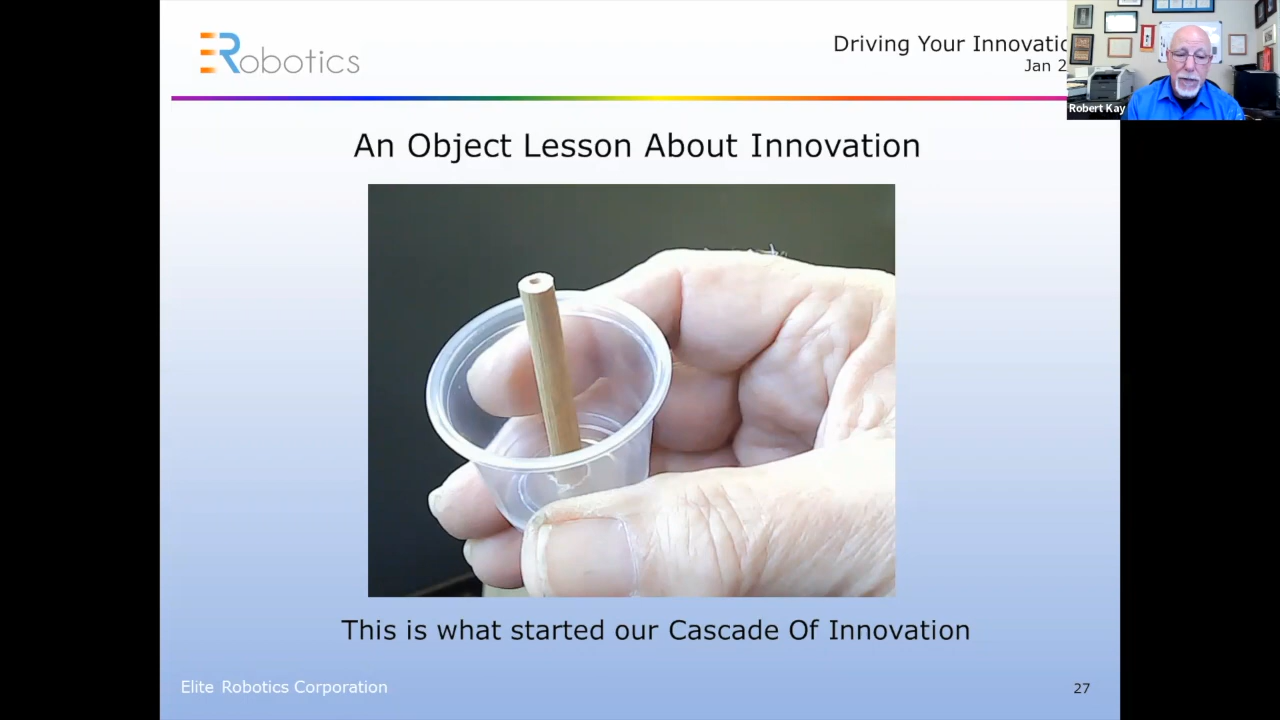 ERobotics
Driving Your Innovatio
Jan 2
Robert Kay
An Object Lesson About Innovation
This is what started our Cascade Of Innovation
Elite Robotics Corporation
27